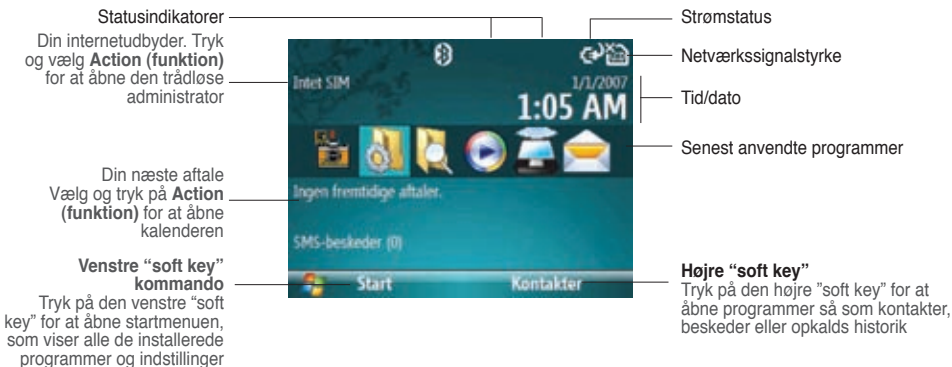 Statusindikatorer
Din internetudbyder. Tryk
og vælg Action (funktion)
for at åbne den trådløse
administrator
Din næste aftale
Vælg og tryk på Action
(funktion) for at åbne
kalenderen
Venstre “soft key”
kommando
Tryk på den venstre “soft
key” for at åbne startmenuen,
som viser alle de installerede
programmer og indstillinger
Intet SIM
1/1/2007
1:05 AM
Ingen fremtidige aftaler.
SMS-beskeder (0)
Start
Kontakter
Strømstatus
Netværkssignalstyrke
Tid/dato
Senest anvendte programmer
Højre “soft key”
Tryk på den højre ”soft key” for at
åbne programmer så som kontakter,
beskeder eller opkalds historik